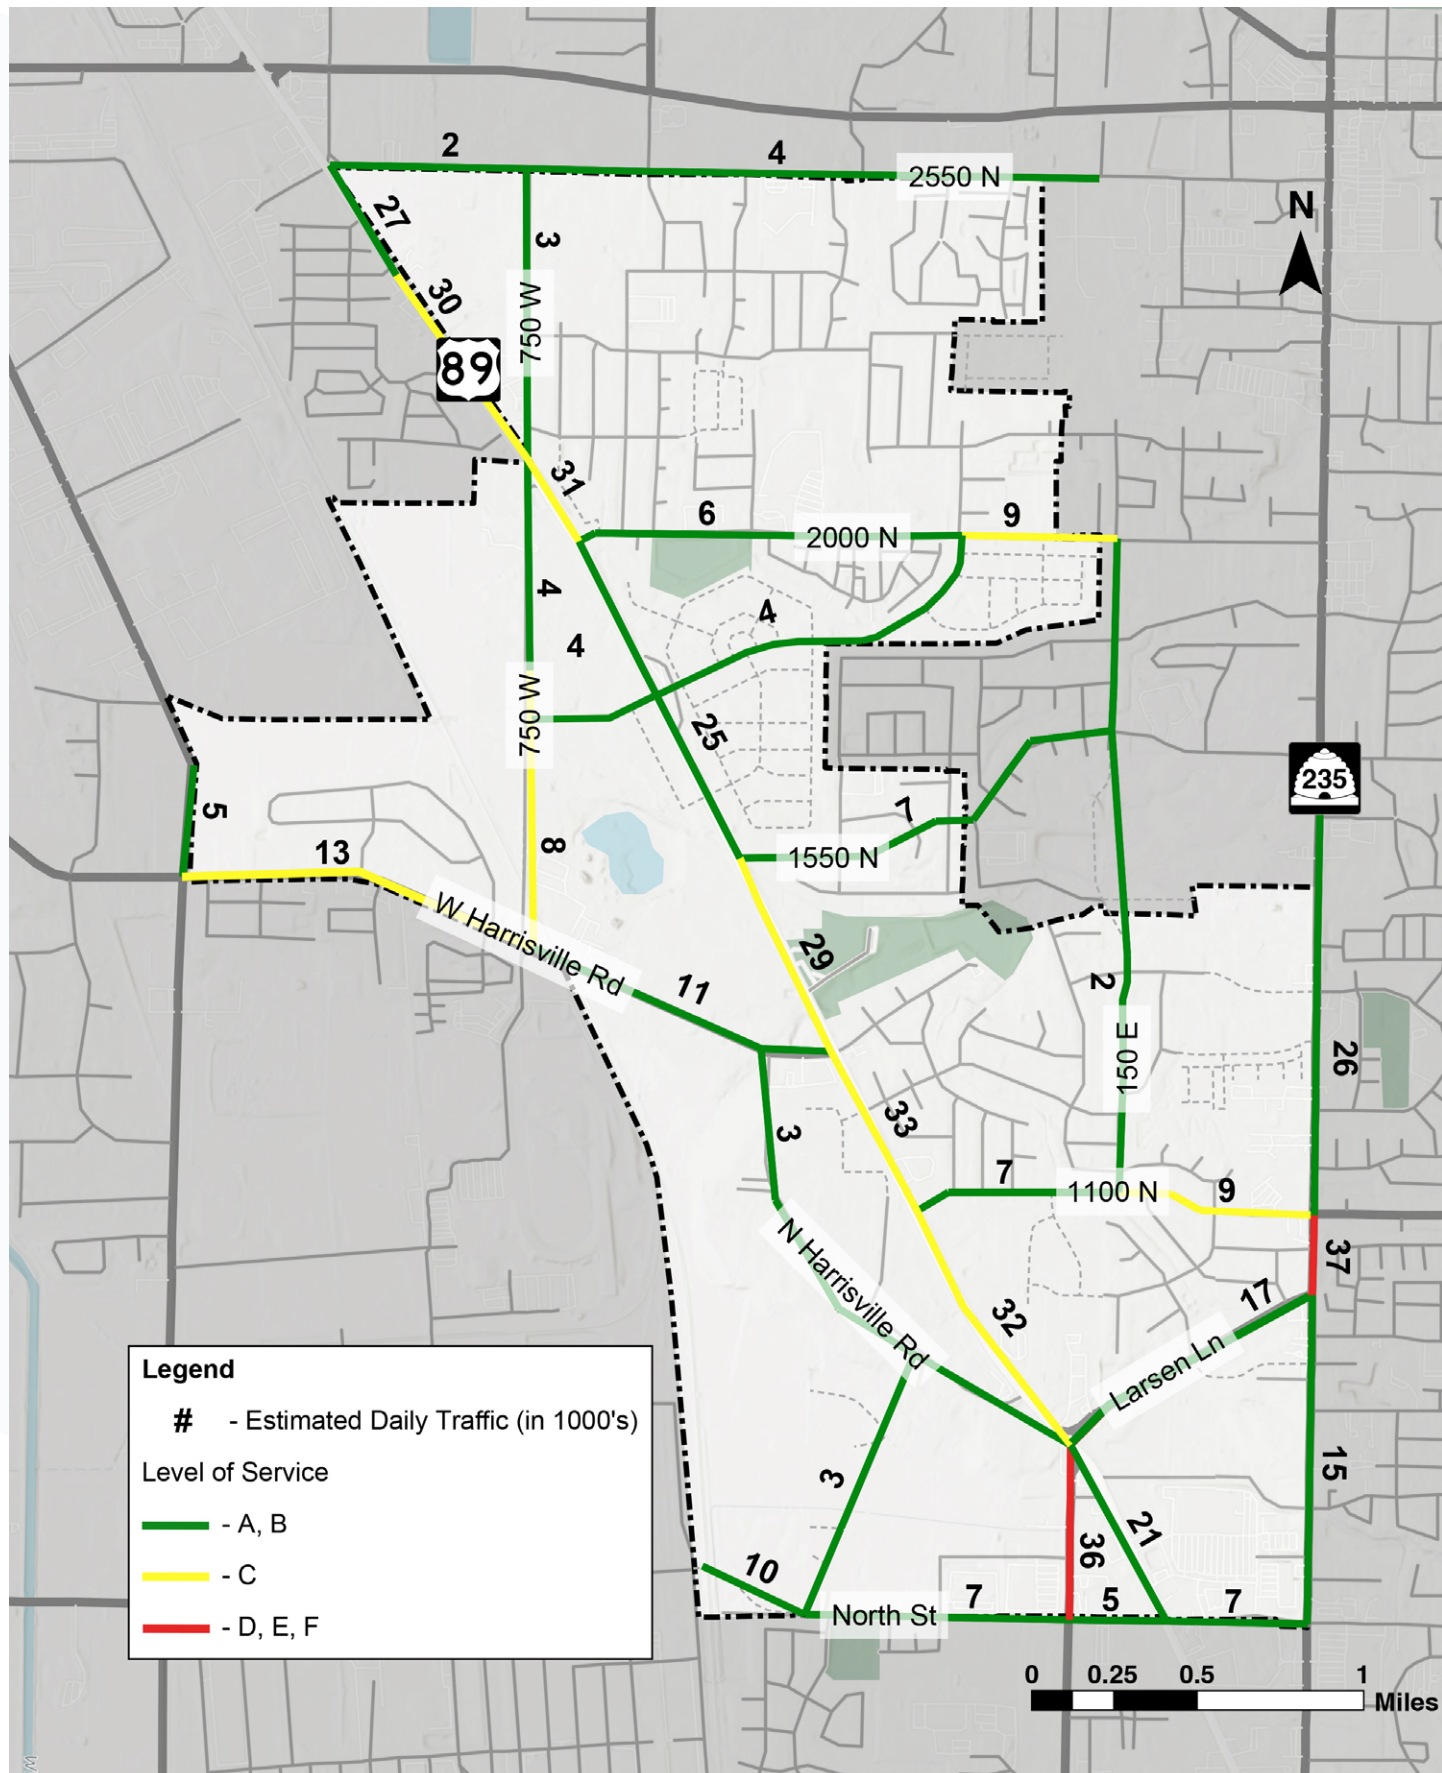 2
4
2550 N
N
27
3
30
750 W
89
31
6
2000 N
9
4
4
4
750 W
25
235
5
7
13
8
1550 N
W Harrisville Rd
29
11
2
150 E
26
33
3
7
1100 N
9
N Harrisville Rd
37
17
32
Larsen Ln
Legend
# - Estimated Daily Traffic (in 1000's)
Level of Service
- A, B
- C
- D, E, F
3
15
21
36
10
7
5
7
North St
0 0.25 0.5 1
Miles
W